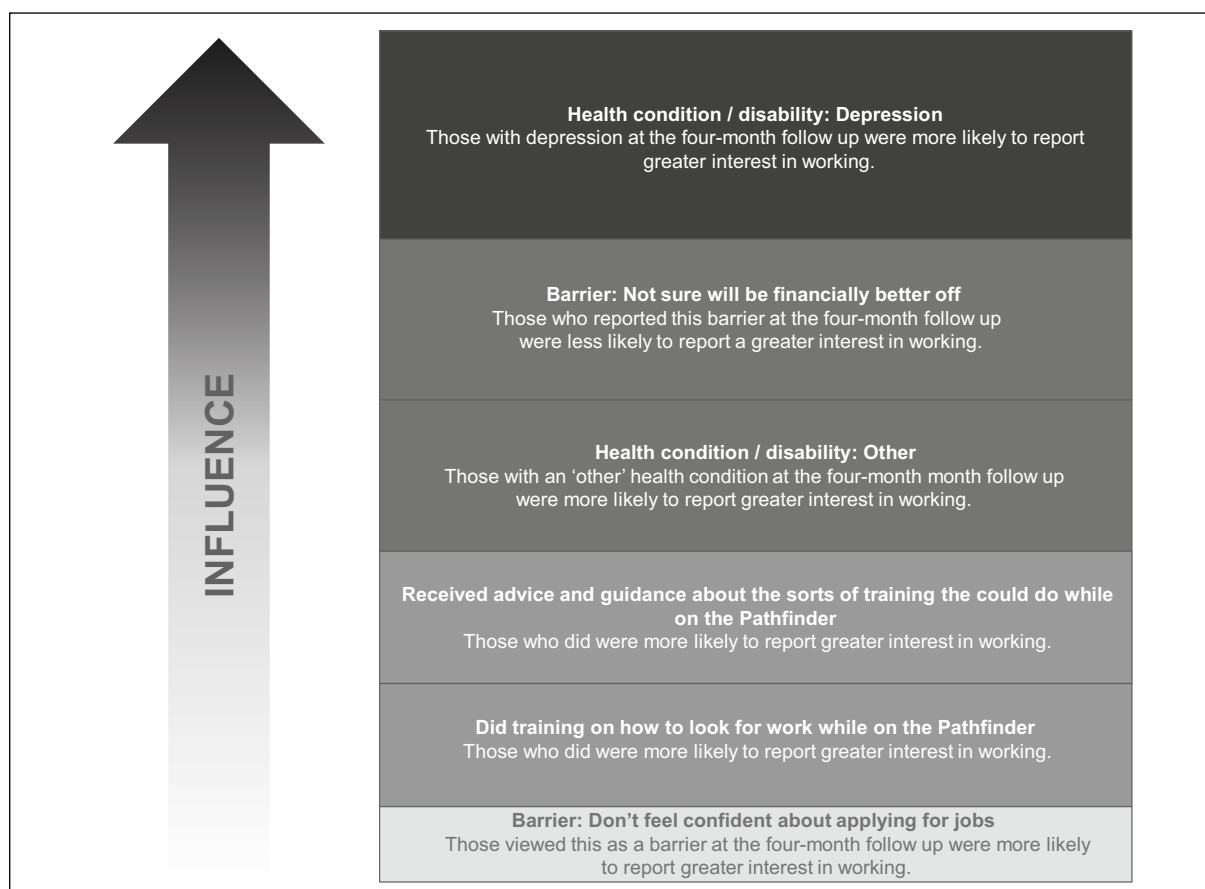 INFLUENCE
Health condition / disability: Depression
Those with depression at the four-month follow up were more likely to report
greater interest in working.
Barrier: Not sure will be financially better off
Those who reported this barrier at the four-month follow up
were less likely to report a greater interest in working.
Health condition / disability: Other
Those with an ‘other’ health condition at the four-month month follow up
were more likely to report greater interest in working.
Received advice and guidance about the sorts of training the could do while
on the Pathfinder
Those who did were more likely to report greater interest in working.
Did training on how to look for work while on the Pathfinder
Those who did were more likely to report greater interest in working.
Barrier: Don’t feel confident about applying for jobs
Those viewed this as a barrier at the four-month follow up were more likely
to report greater interest in working.